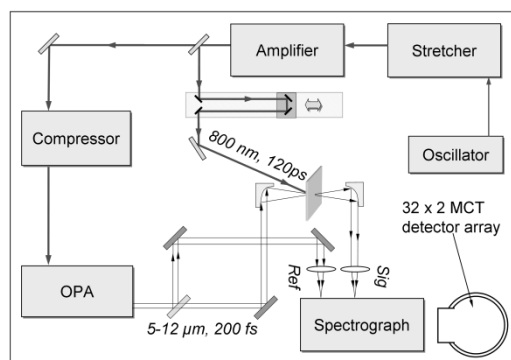 Amplifier
Stretcher
Compressor
Oscillator
800 nm, 120ps
32 x 2 MCT
detector array
OPA
Ref
Sig
5-12 μm, 200 fs
Spectrograph